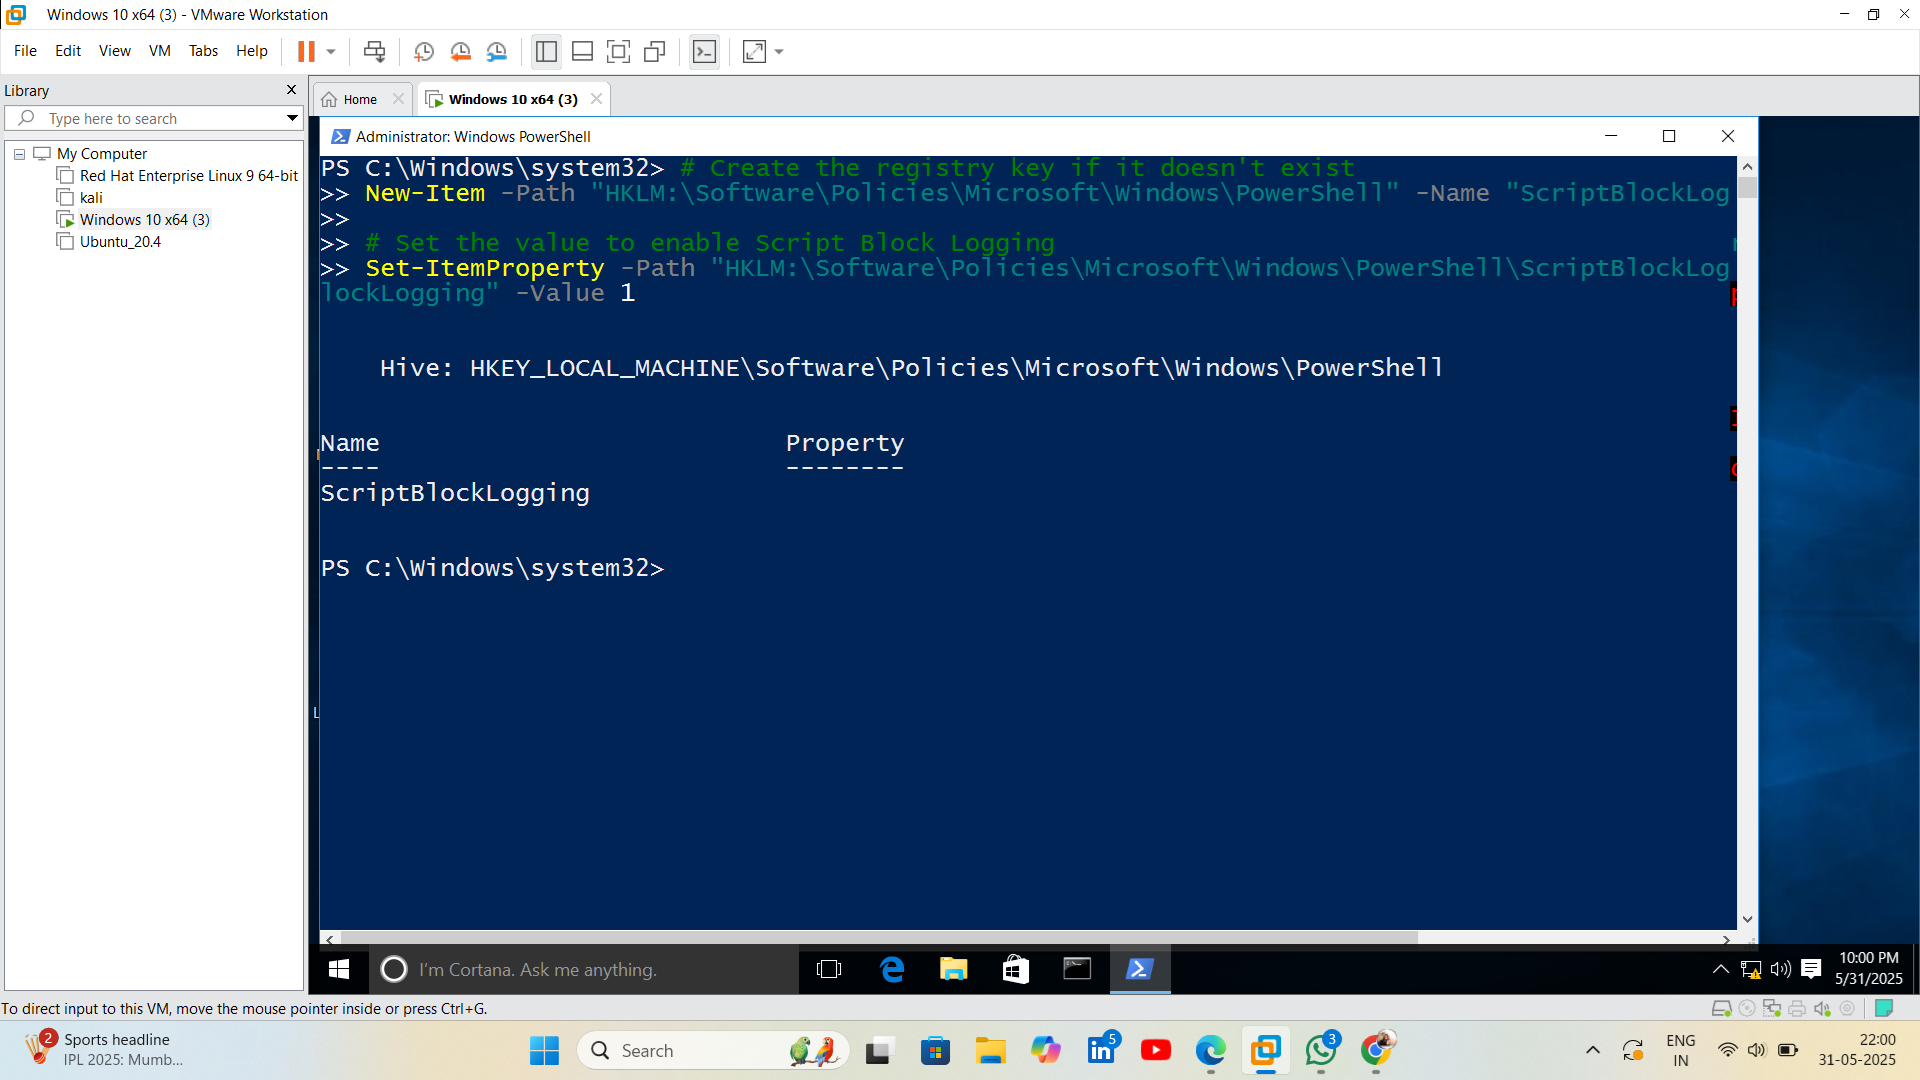 Windows 10 x64 (3) - VMware Workstation
File Edit View VM Tabs Help
Library
Type here to search
My Computer
Red Hat Enterprise Linux 9 64-bit
kali
Windows 10 x64 (3)
Ubuntu_20.4
Home
Windows 10 x64 (3)
Administrator: Windows PowerShell
PS C:\Windows\system32> # Create the registry key if it doesn't exist
>> New-Item -Path "HKLM:\Software\Policies\Microsoft\Windows\PowerShell" -Name "ScriptBlockLog
>>
>> # Set the value to enable Script Block Logging
>> Set-ItemProperty -Path "HKLM:\Software\Policies\Microsoft\Windows\PowerShell\ScriptBlockLog
lockLogging" -Value 1
Hive: HKEY_LOCAL_MACHINE\Software\Policies\Microsoft\Windows\PowerShell
Name Property
---- --------
ScriptBlockLogging
PS C:\Windows\system32>
I'm Cortana. Ask me anything.
10:00 PM
5/31/2025
To direct input to this VM, move the mouse pointer inside or press Ctrl+G.
2
Sports headline
IPL 2025: Mumb...
Search
5
3
ENG
IN
22:00
31-05-2025